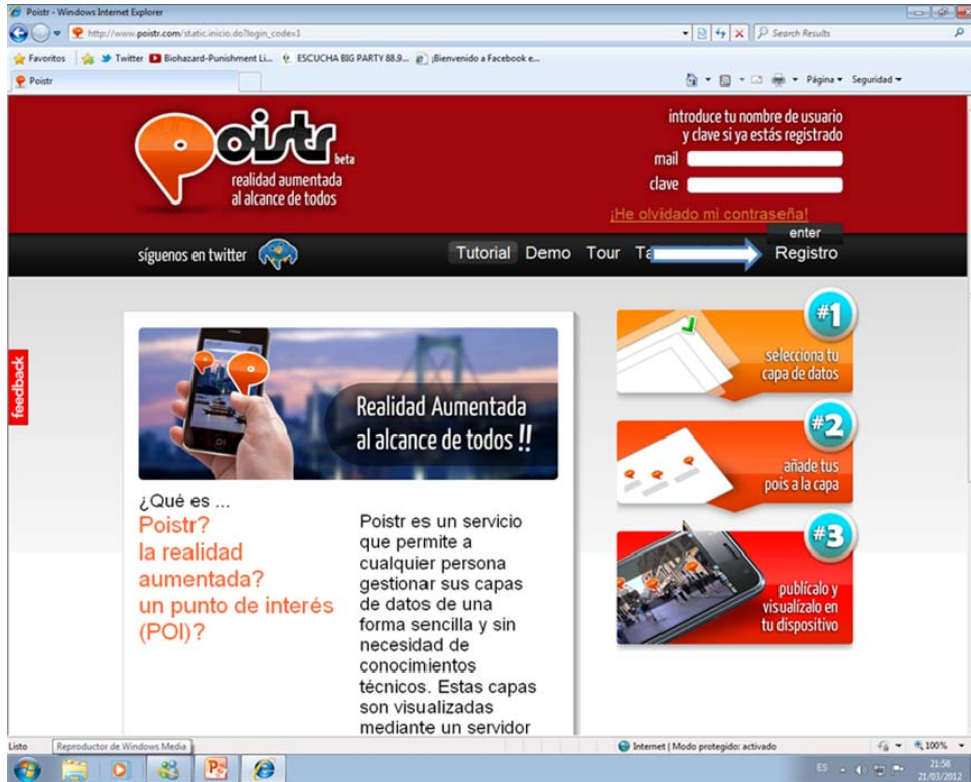 Poistr - Windows Internet Explorer
http://www.poistr.com/static.inicio.do?login_code=1
Search Results
Favoritos
Twitter
Biohazard-Punishment Li...
ESCUCHA BIG PARTY 88.9...
¡Bienvenido a Facebook e...
Poistr
Página
Seguridad
Poistr
beta
realidad aumentada
al alcance de todos
introduce tu nombre de usuario
y clave si ya estás registrado
mail
clave
¡He olvidado mi contraseña!
enter
síguenos en twitter
Tutorial
Demo
Tour
Registro
feedback
Realidad Aumentada
al alcance de todos !!
¿Qué es ...
Poistr?
la realidad
aumentada?
un punto de interés
(POI)?
Poistr es un servicio
que permite a
cualquier persona
gestionar sus capas
de datos de una
forma sencilla y sin
necesidad de
conocimientos
técnicos. Estas capas
son visualizadas
mediante un servidor
#1
selecciona tu
capa de datos
#2
añade tus
pois a la capa
#3
publícalo y
visualízalo en
tu dispositivo
Listo
Reproductor de Windows Media
Internet | Modo protegido: activado
100%
ES
21:58
21/03/2012